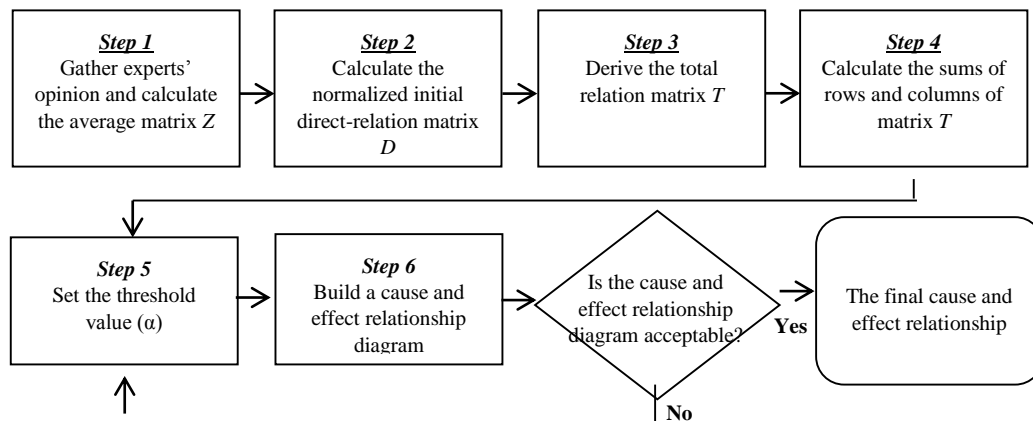 Step 1
Gather experts’
opinion and calculate
the average matrix Z
Step 2
Calculate the
normalized initial
direct-relation matrix
D
Step 3
Derive the total
relation matrix T
Step 4
Calculate the sums of
rows and columns of
matrix T
Step 5
Set the threshold
value (α)
Step 6
Build a cause and
effect relationship
diagram
Is the cause and
effect relationship
diagram acceptable?
Yes
The final cause and
effect relationship
No